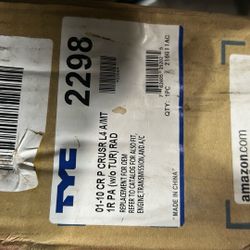 TYC
2298
01-10 CR P CRUSR L4 A/MT
1R PA (w/o TUR) RAD
REPLACEMENT FOR OEM
REFER TO CATALOG FOR ALSO FIT,
ENGINE, TRANSMISSION AND A/C
QTY: 1PC
"MADE IN CHINA"
amazon.com